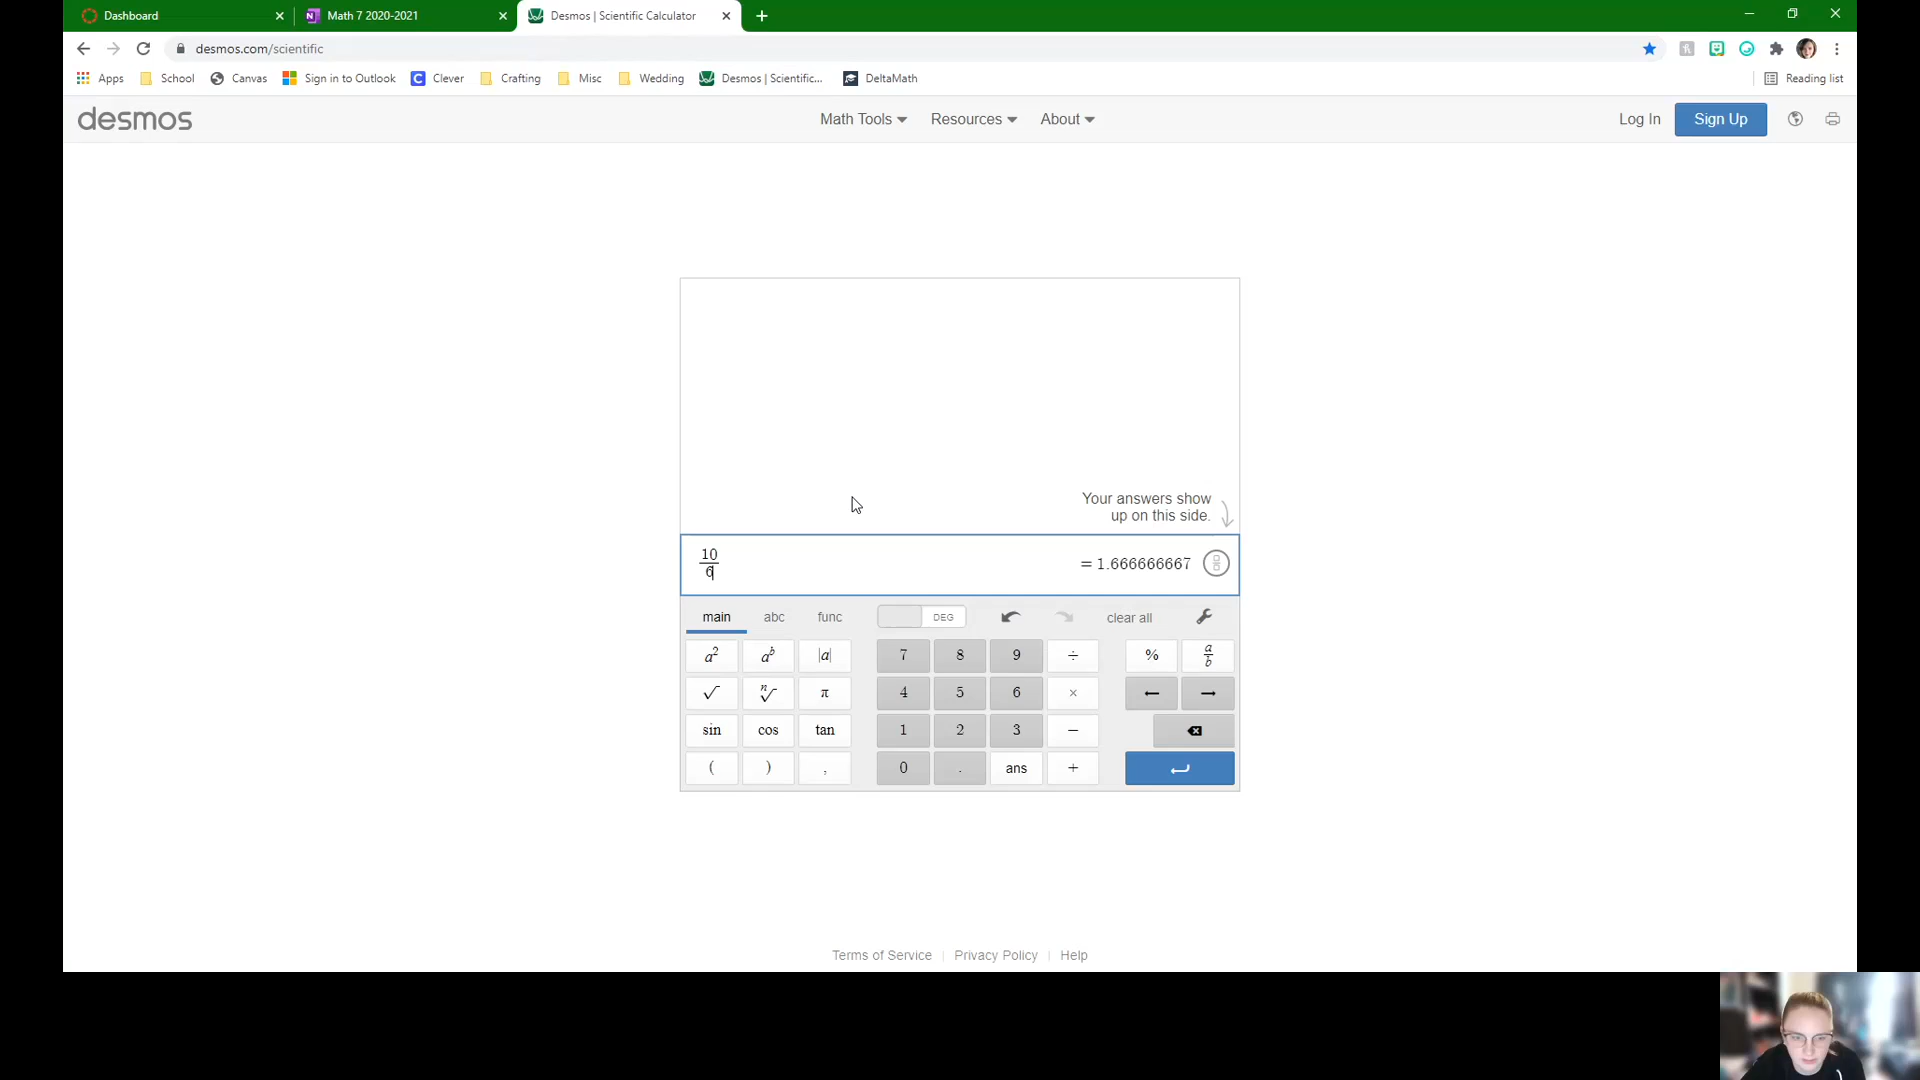 Dashboard
Math 7 2020-2021
Desmos | Scientific Calculator
desmos.com/scientific
Apps School Canvas Sign in to Outlook Clever Crafting Misc Wedding Desmos | Scientific... DeltaMath Reading list
desmos
Math Tools Resources About Log In Sign Up
Your answers show
up on this side.
10
6
= 1.666666667
main abc func DEG clear all
a² aᵇ |a| 7 8 9 ÷ % a/b
√ ⁿ√ π 4 5 6 × ← →
sin cos tan 1 2 3 −
( ) , 0 . ans +
Terms of Service | Privacy Policy | Help